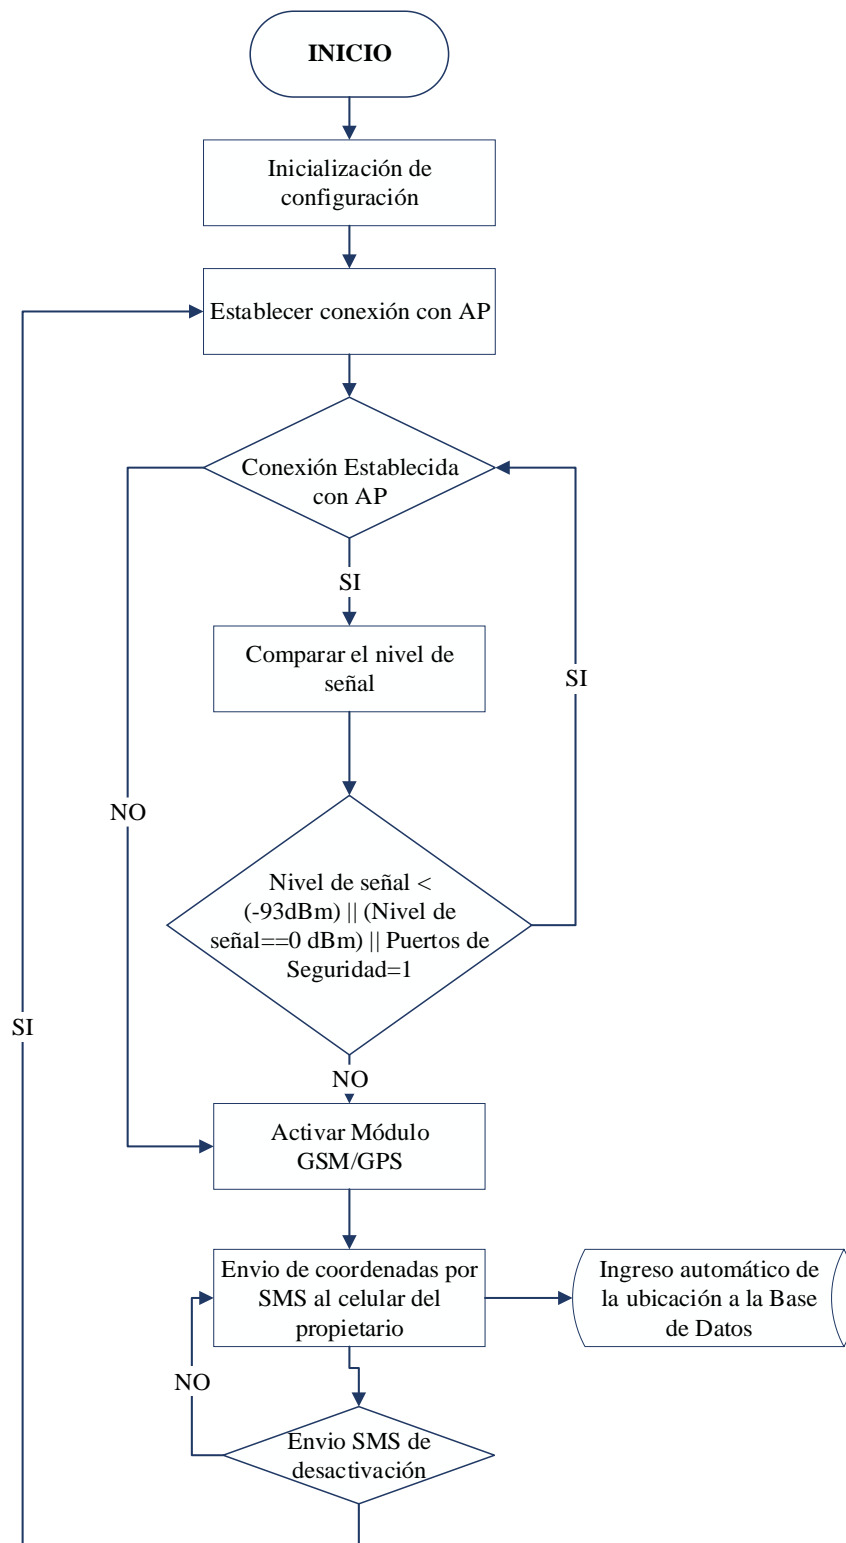 INICIO
Inicialización de
configuración
Establecer conexión con AP
Conexión Establecida
con AP
SI
Comparar el nivel de
señal
SI
NO
Nivel de señal <
(-93dBm) || (Nivel de
señal==0 dBm) || Puertos de
Seguridad=1
SI
NO
Activar Módulo
GSM/GPS
Envio de coordenadas por
SMS al celular del
propietario
Ingreso automático de
la ubicación a la Base
de Datos
NO
Envio SMS de
desactivación